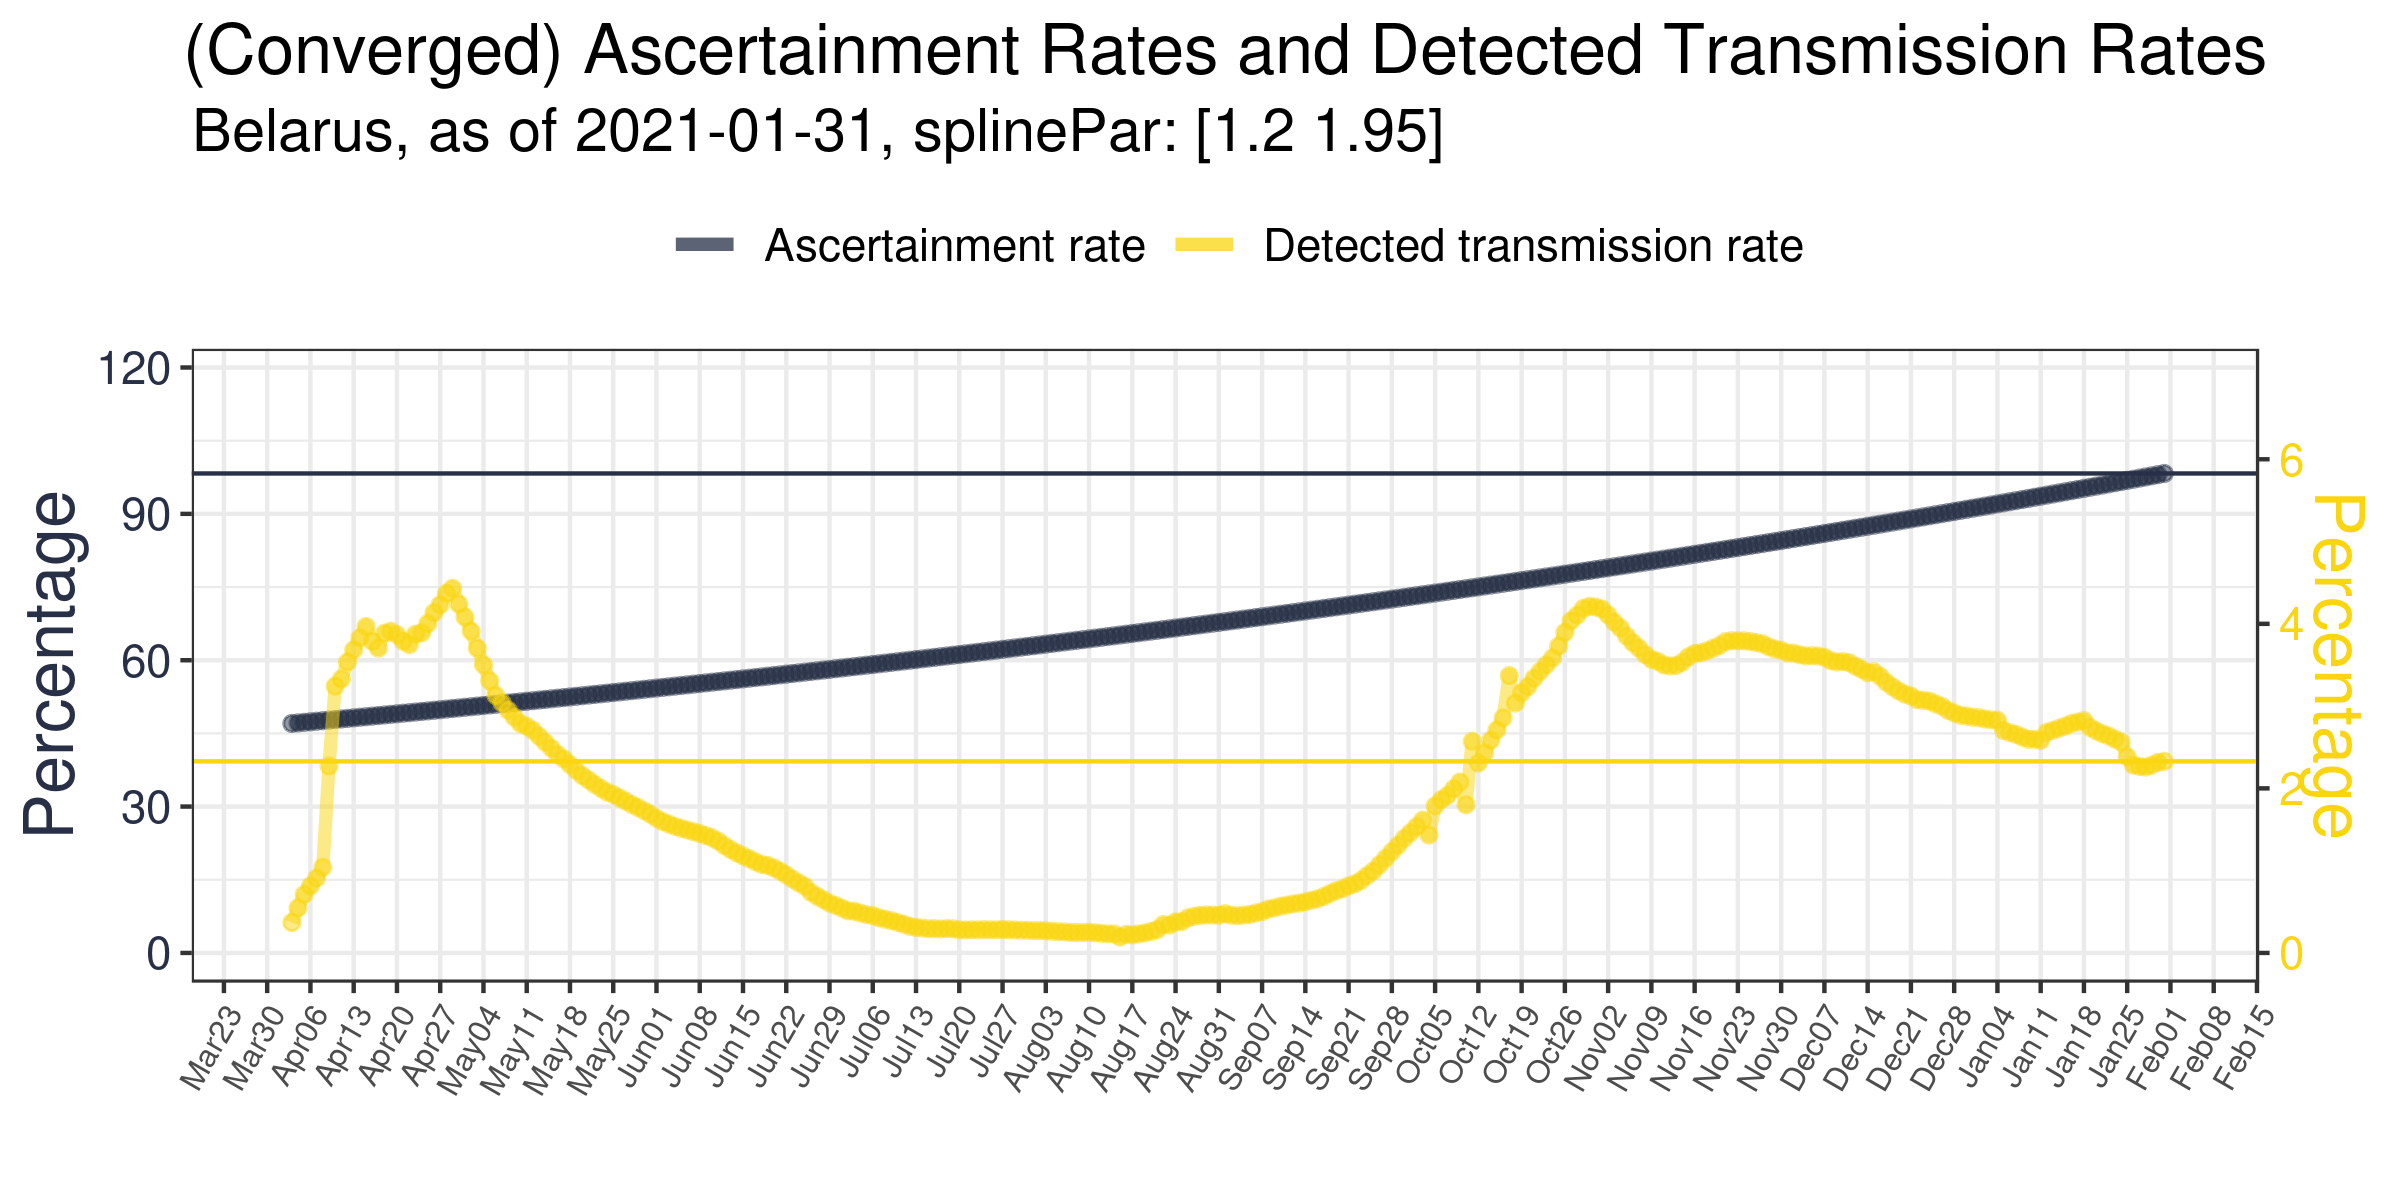 (Converged) Ascertainment Rates and Detected Transmission Rates
Belarus, as of 2021-01-31, splinePar: [1.2 1.95]
Ascertainment rate
Detected transmission rate
Percentage
120
90
60
30
0
6
4
2
0
Percentage
Mar23
Mar30
Apr06
Apr13
Apr20
Apr27
May04
May11
May18
May25
Jun01
Jun08
Jun15
Jun22
Jun29
Jul06
Jul13
Jul20
Jul27
Aug03
Aug10
Aug17
Aug24
Aug31
Sep07
Sep14
Sep21
Sep28
Oct05
Oct12
Oct19
Oct26
Nov02
Nov09
Nov16
Nov23
Nov30
Dec07
Dec14
Dec21
Dec28
Jan04
Jan11
Jan18
Jan25
Feb01
Feb08
Feb15